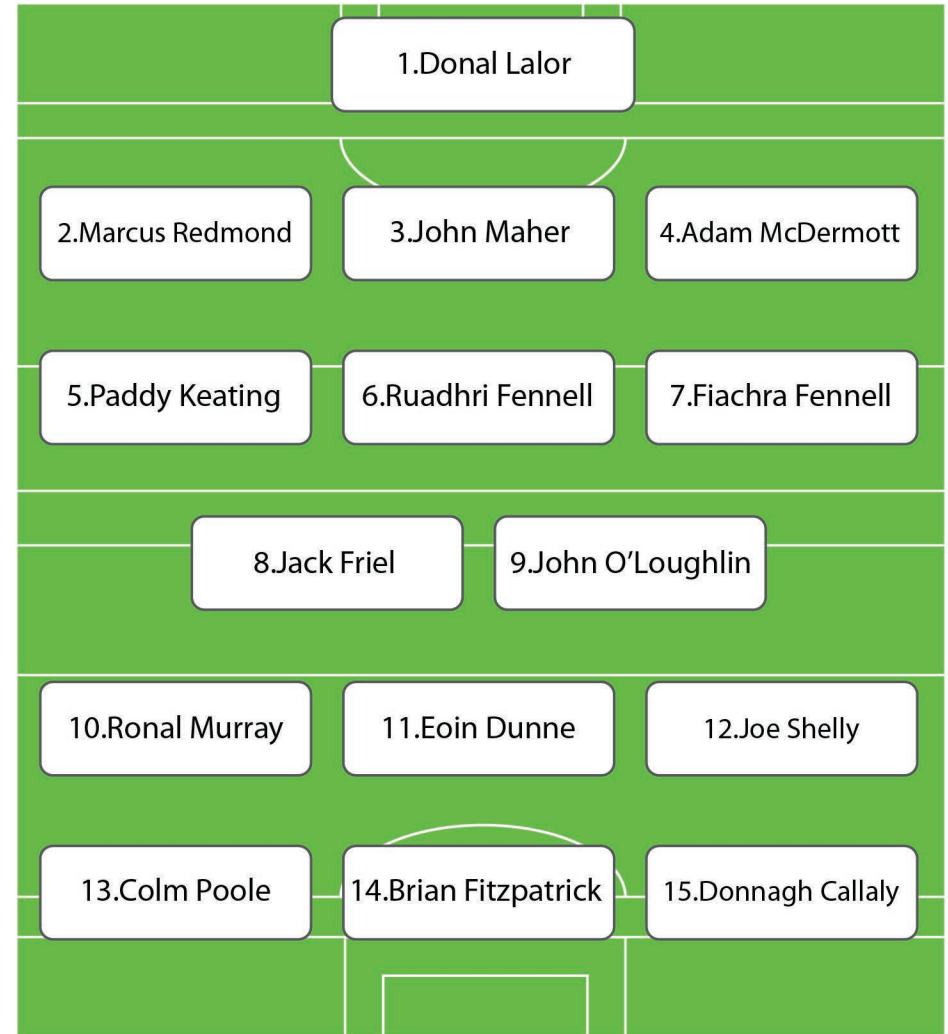 1.Donal Lalor
2.Marcus Redmond
3.John Maher
4.Adam McDermott
5.Paddy Keating
6.Ruadhri Fennell
7.Fiachra Fennell
8.Jack Friel
9.John O’Loughlin
10.Ronal Murray
11.Eoin Dunne
12.Joe Shelly
13.Colm Poole
14.Brian Fitzpatrick
15.Donnagh Callaly